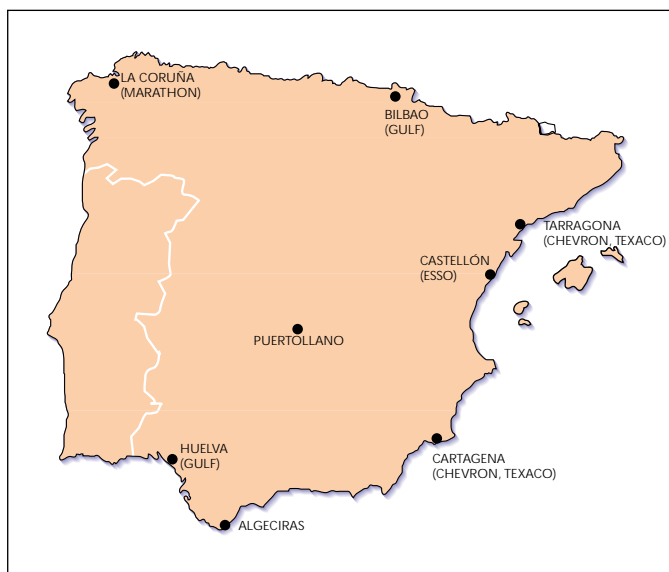 LA CORUÑA
(MARATHON)
BILBAO
(GULF)
TARRAGONA
(CHEVRON, TEXACO)
CASTELLÓN
(ESSO)
PUERTOLLANO
HUELVA
(GULF)
CARTAGENA
(CHEVRON, TEXACO)
ALGECIRAS